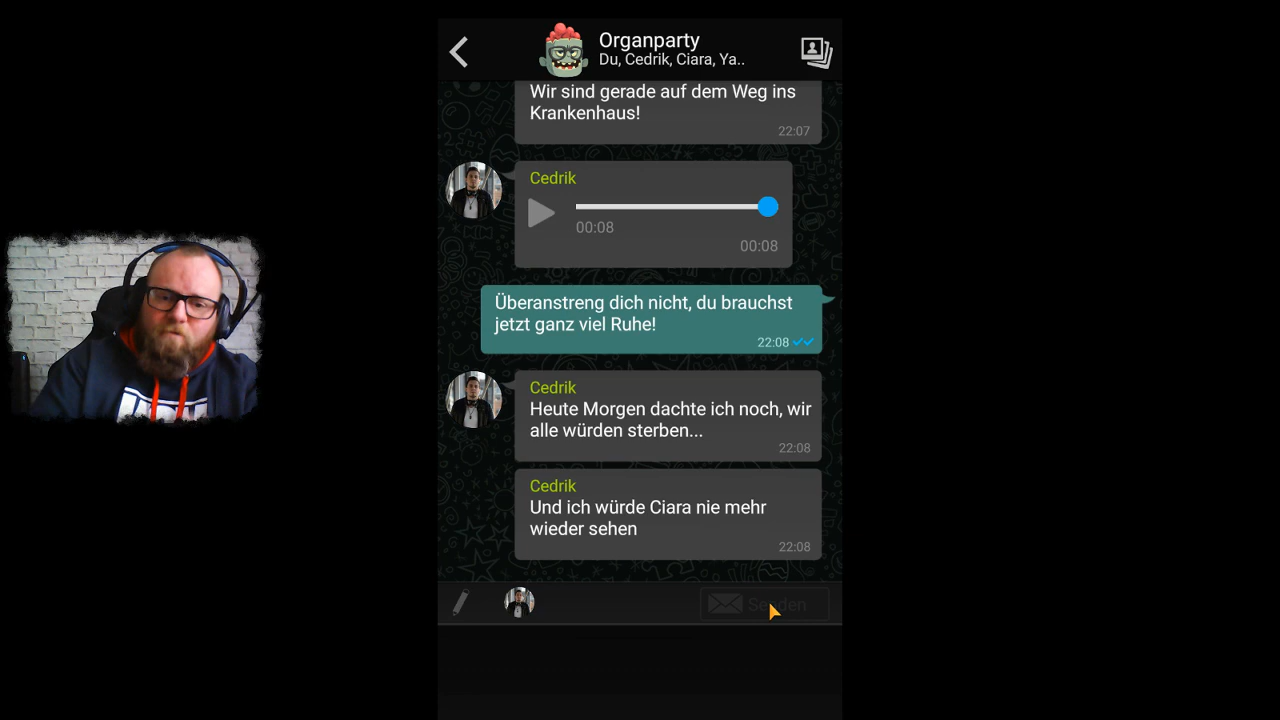 Organparty
Du, Cedrik, Ciara, Ya..
Wir sind gerade auf dem Weg ins
Krankenhaus!
22:07
Cedrik
00:08
00:08
Überanstreng dich nicht, du brauchst
jetzt ganz viel Ruhe!
22:08
Cedrik
Heute Morgen dachte ich noch, wir
alle würden sterben...
22:08
Cedrik
Und ich würde Ciara nie mehr
wieder sehen
22:08
Senden